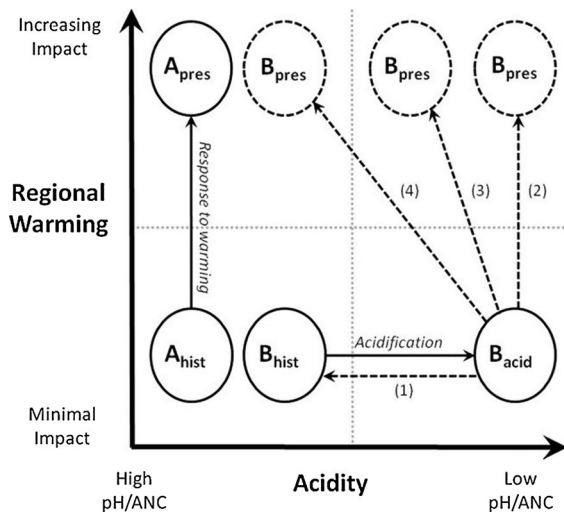 Increasing
Impact
A pres
B pres
B pres
B pres
Response to warming
(4)
(3)
(2)
Regional
Warming
A hist
B hist
Acidification
B acid
(1)
Minimal
Impact
High
pH/ANC
Acidity
Low
pH/ANC